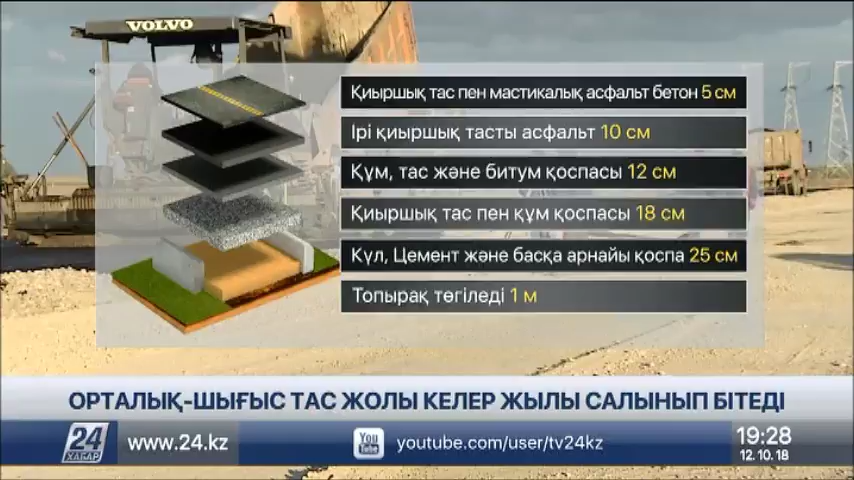 VOLVO
Қиыршық тас пен мастикалық асфальт бетон 5 см
Ірі қиыршық тасты асфальт 10 см
Құм, тас және битум қоспасы 12 см
Қиыршық тас пен құм қоспасы 18 см
Күл, Цемент және басқа арнайы қоспа 25 см
Топырақ төгіледі 1 м
ОРТАЛЫҚ-ШЫҒЫС ТАС ЖОЛЫ КЕЛЕР ЖЫЛЫ САЛЫНЫП БІТЕДІ
24 ХАБАР
www.24.kz
You Tube
youtube.com/user/tv24kz
19:28
12.10.18